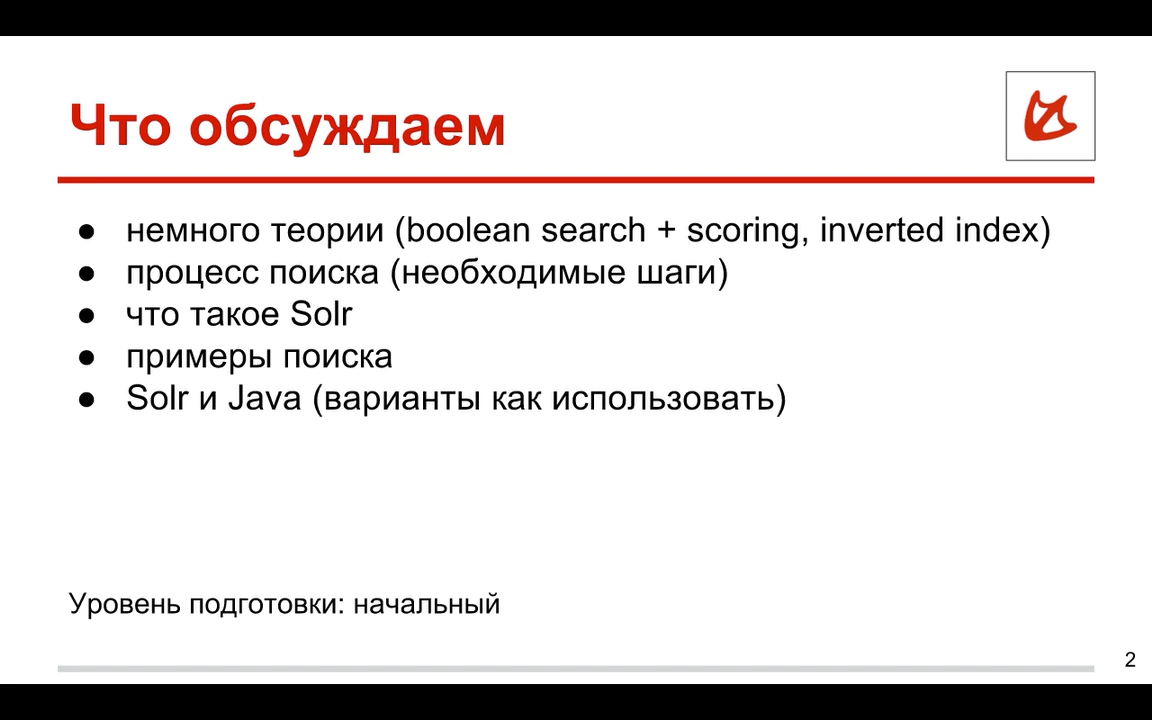 Что обсуждаем
● немного теории (boolean search + scoring, inverted index)
● процесс поиска (необходимые шаги)
● что такое Solr
● примеры поиска
● Solr и Java (варианты как использовать)
Уровень подготовки: начальный
2